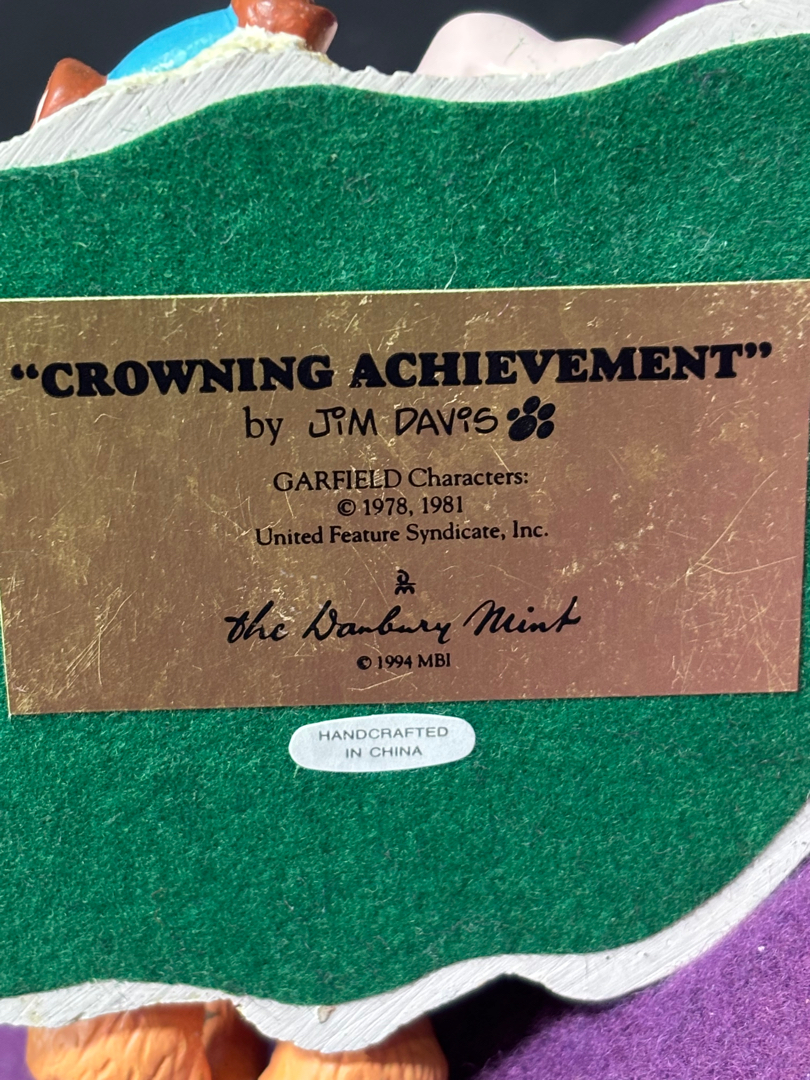 “CROWNING ACHIEVEMENT”
by JiM DAViS
GARFIELD Characters:
© 1978, 1981
United Feature Syndicate, Inc.
DM
the Danbury Mint
© 1994 MBI
HANDCRAFTED
IN CHINA